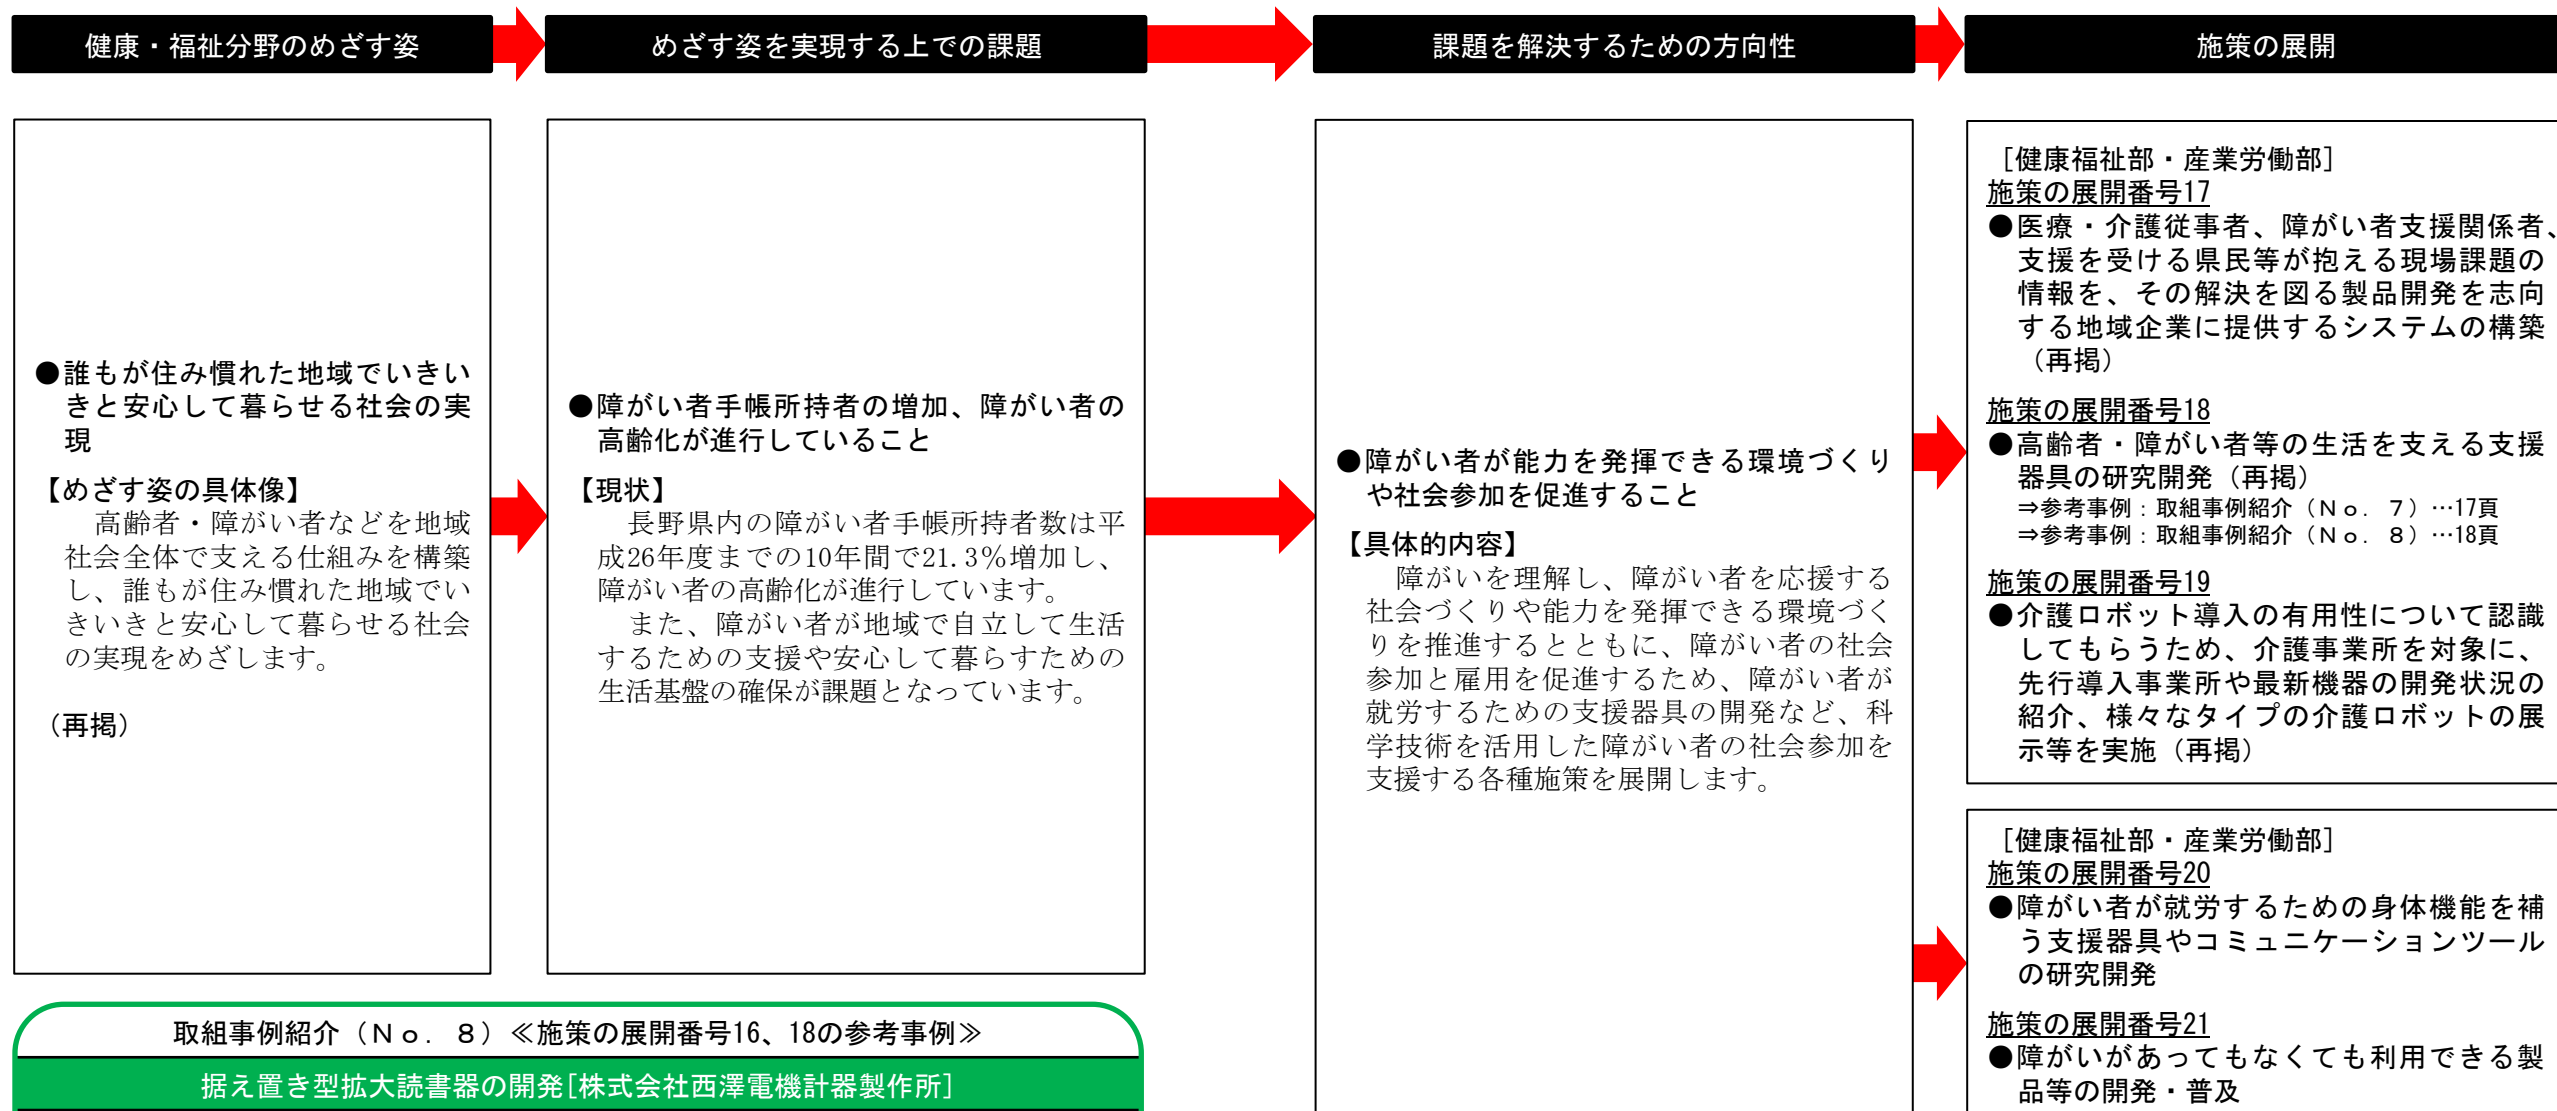 健康・福祉分野のめざす姿
めざす姿を実現する上での課題
課題を解決するための方向性
施策の展開
●誰もが住み慣れた地域でいきい
きと安心して暮らせる社会の実
現
【めざす姿の具体像】
高齢者・障がい者などを地域
社会全体で支える仕組みを構築
し、誰もが住み慣れた地域でい
きいきと安心して暮らせる社会
の実現をめざします。
（再掲）
●障がい者手帳所持者の増加、障がい者の
高齢化が進行していること
【現状】
長野県内の障がい者手帳所持者数は平
成26年度までの10年間で21.3％増加し、
障がい者の高齢化が進行しています。
また、障がい者が地域で自立して生活
するための支援や安心して暮らすための
生活基盤の確保が課題となっています。
●障がい者が能力を発揮できる環境づくり
や社会参加を促進すること
【具体的内容】
障がいを理解し、障がい者を応援する
社会づくりや能力を発揮できる環境づく
りを推進するとともに、障がい者の社会
参加と雇用を促進するため、障がい者が
就労するための支援器具の開発など、科
学技術を活用した障がい者の社会参加を
支援する各種施策を展開します。
［健康福祉部・産業労働部］
施策の展開番号17
●医療・介護従事者、障がい者支援関係者、
支援を受ける県民等が抱える現場課題の
情報を、その解決を図る製品開発を志向
する地域企業に提供するシステムの構築
（再掲）
施策の展開番号18
●高齢者・障がい者等の生活を支える支援
器具の研究開発（再掲）
⇒参考事例：取組事例紹介（Ｎｏ．７）…17頁
⇒参考事例：取組事例紹介（Ｎｏ．８）…18頁
施策の展開番号19
●介護ロボット導入の有用性について認識
してもらうため、介護事業所を対象に、
先行導入事業所や最新機器の開発状況の
紹介、様々なタイプの介護ロボットの展
示等を実施（再掲）
［健康福祉部・産業労働部］
施策の展開番号20
●障がい者が就労するための身体機能を補
う支援器具やコミュニケーションツール
の研究開発
施策の展開番号21
●障がいがあってもなくても利用できる製
品等の開発・普及
取組事例紹介（Ｎｏ．８）≪施策の展開番号16、18の参考事例≫
据え置き型拡大読書器の開発[株式会社西澤電機計器製作所]